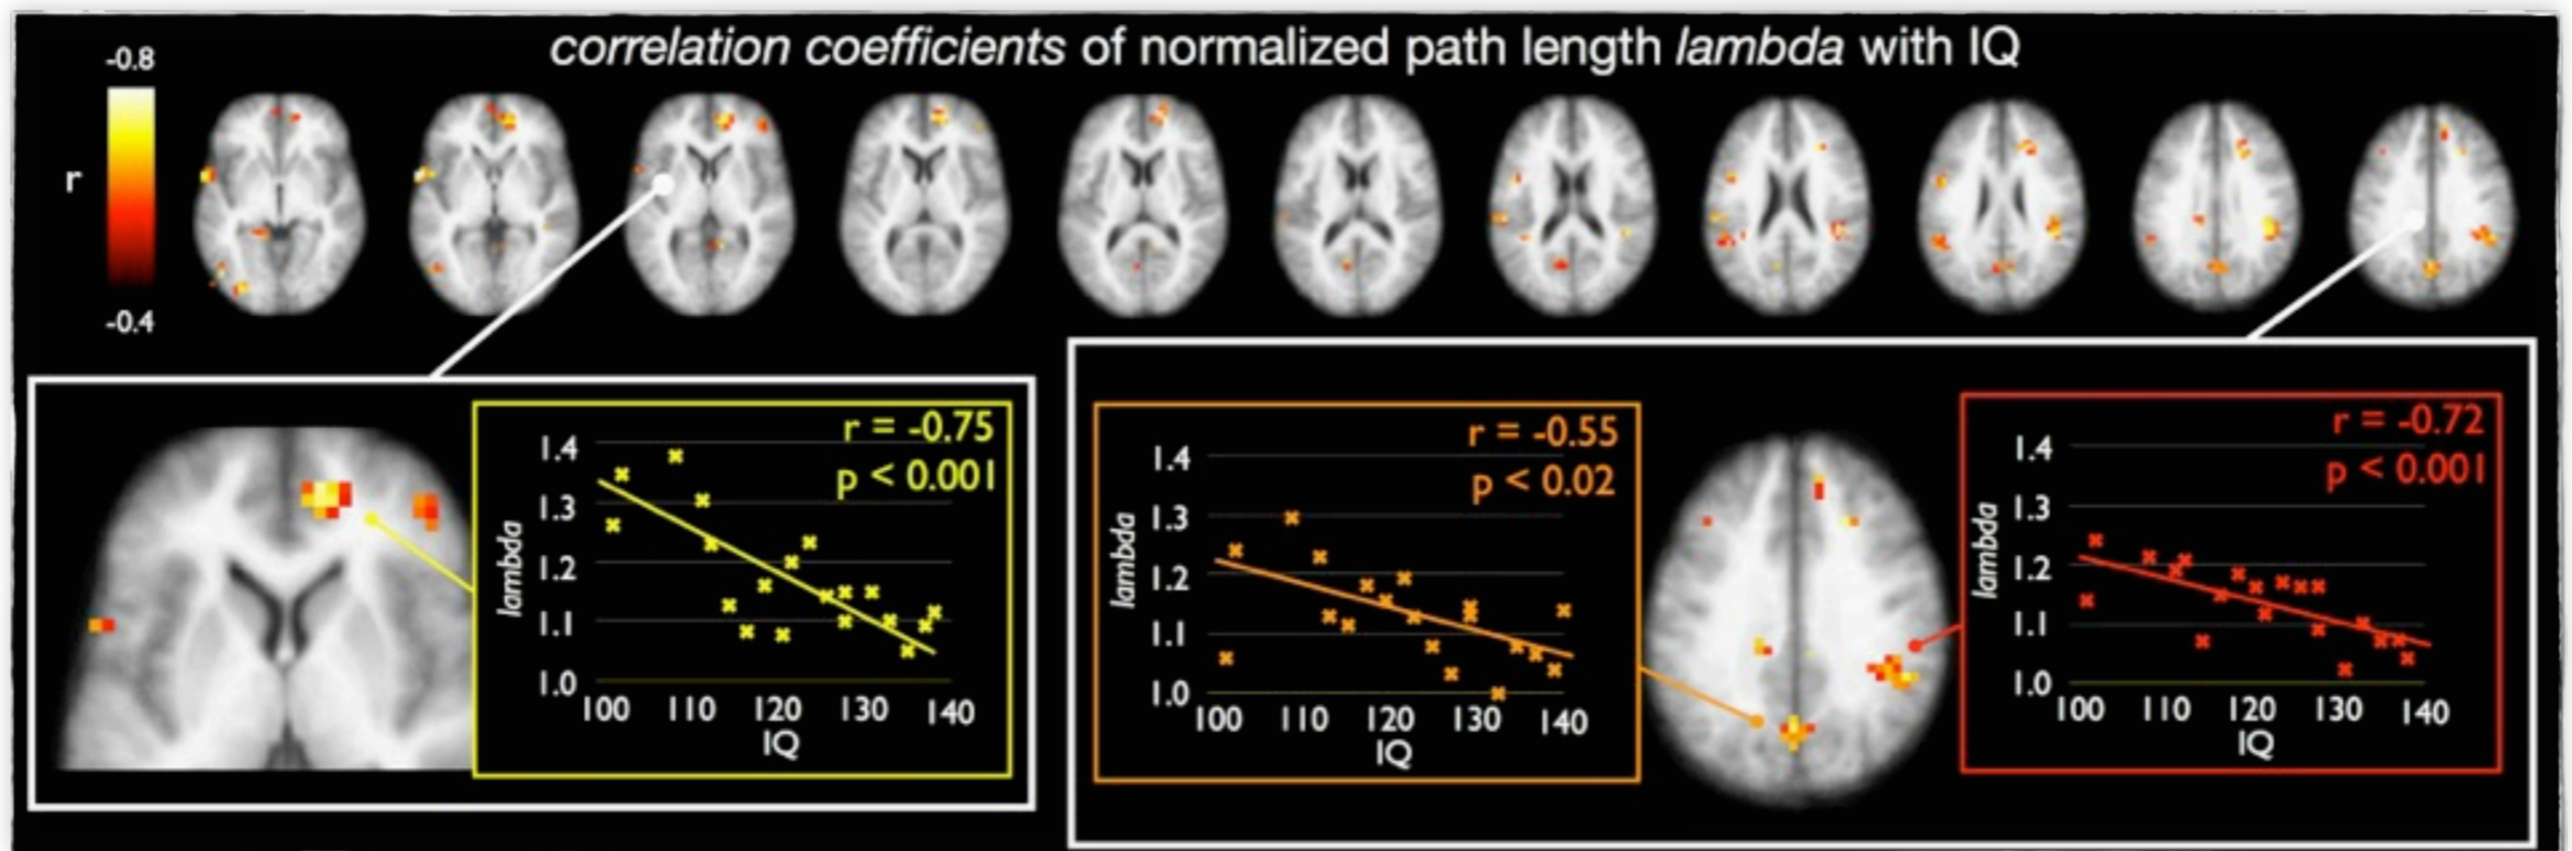 correlation coefficients of normalized path length lambda with IQ
-0.8
r
-0.4
r = -0.75
p < 0.001
1.4
1.3
1.2
1.1
1.0
lambda
100 110 120 130 140
IQ
r = -0.55
p < 0.02
1.4
1.3
1.2
1.1
1.0
lambda
100 110 120 130 140
IQ
r = -0.72
p < 0.001
1.4
1.3
1.2
1.1
1.0
lambda
100 110 120 130 140
IQ